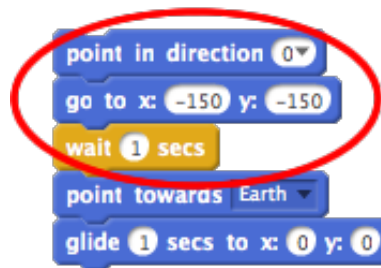 point in direction 0
go to x: -150 y: -150
wait 1 secs
point towards Earth
glide 1 secs to x: 0 y: 0